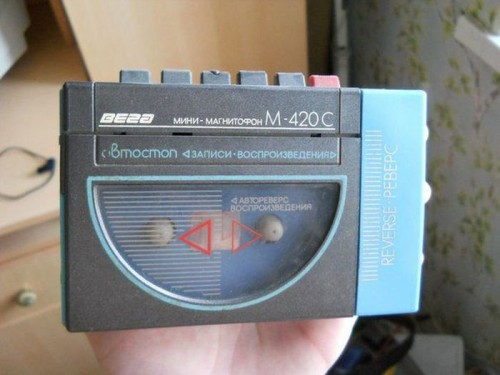 Вега МИНИ-МАГНИТОФОН М-420С
автостоп ◁ЗАПИСИ·ВОСПРОИЗВЕДЕНИЯ▷
◁АВТОРЕВЕРС
ВОСПРОИЗВЕДЕНИЯ▷
REVERSE-РЕВЕРС